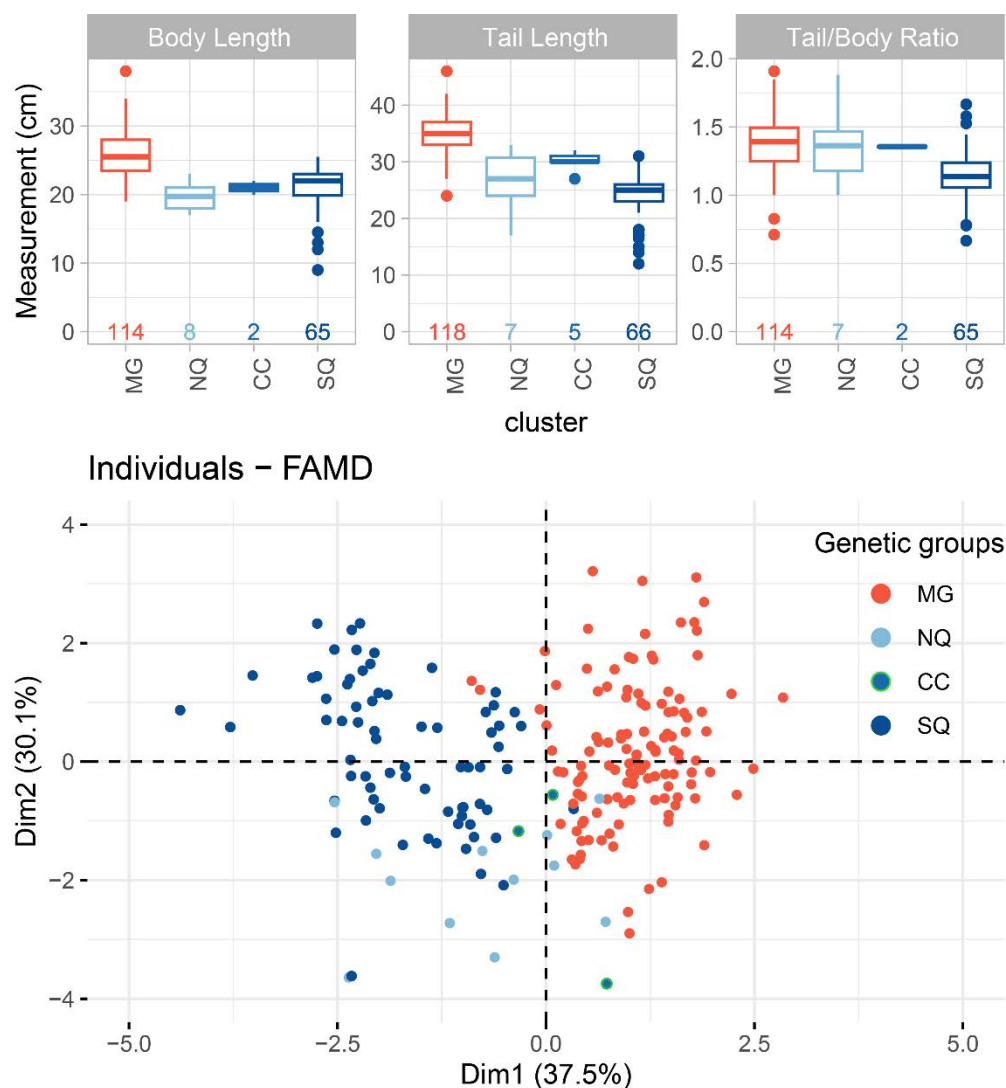 Body Length
Tail Length
Tail/Body Ratio
Measurement (cm)
30
20
10
0
114
8
2
65
MG
NQ
CC
SQ
40
30
20
10
0
118
7
5
66
MG
NQ
CC
SQ
2.0
1.5
1.0
0.5
0.0
114
7
2
65
MG
NQ
CC
SQ
cluster
Individuals − FAMD
Dim2 (30.1%)
4
2
0
−2
−4
Genetic groups
MG
NQ
CC
SQ
−5.0
−2.5
0.0
2.5
5.0
Dim1 (37.5%)